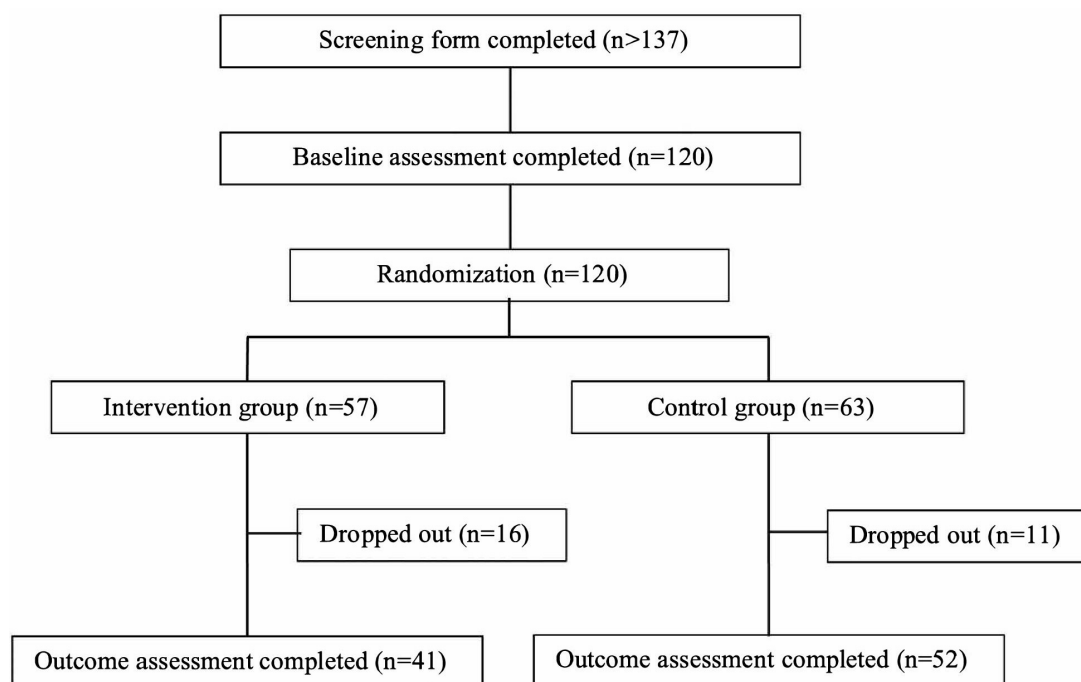 Screening form completed (n>137)
Baseline assessment completed (n=120)
Randomization (n=120)
Intervention group (n=57)
Control group (n=63)
Dropped out (n=16)
Dropped out (n=11)
Outcome assessment completed (n=41)
Outcome assessment completed (n=52)